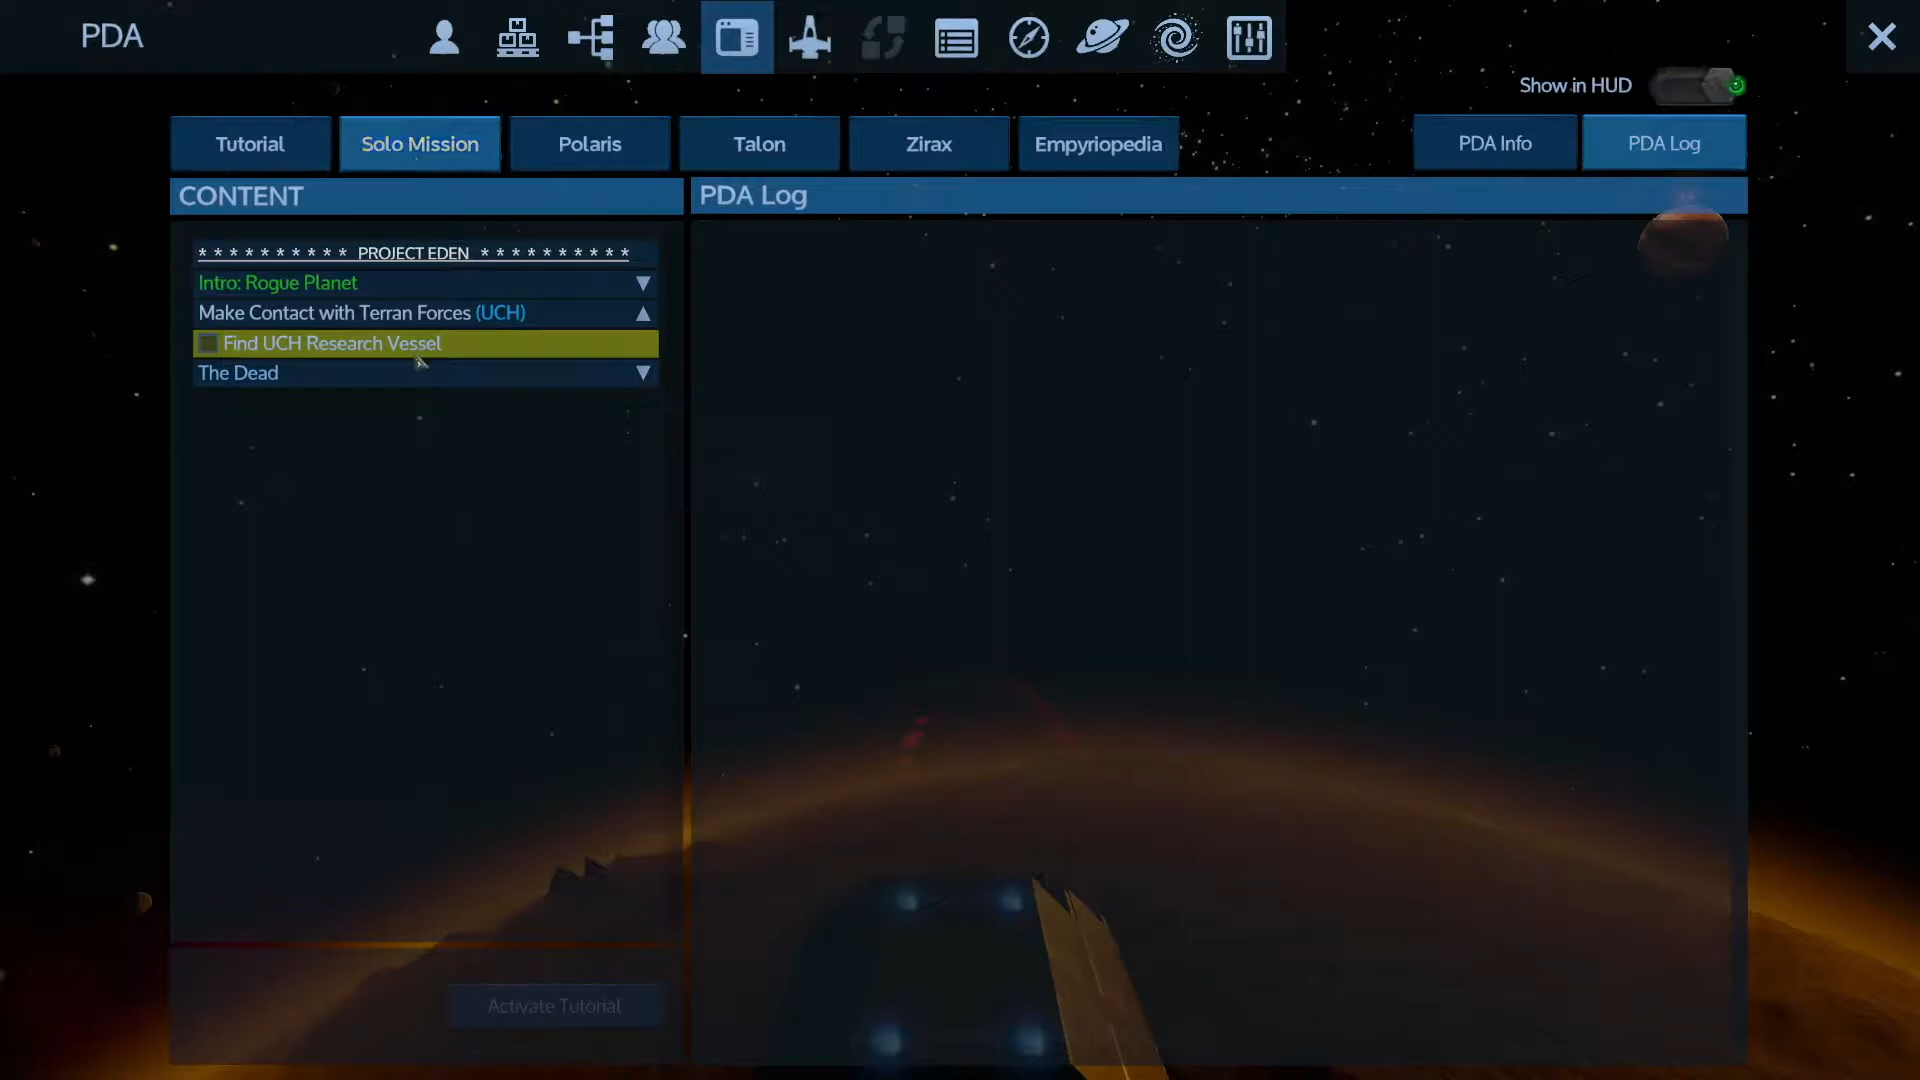 PDA
Show in HUD
Tutorial
Solo Mission
Polaris
Talon
Zirax
Empyriopedia
PDA Info
PDA Log
CONTENT
PDA Log
* * * * * * * * * * PROJECT EDEN * * * * * * * * * *
Intro: Rogue Planet
Make Contact with Terran Forces (UCH)
Find UCH Research Vessel
The Dead
Activate Tutorial